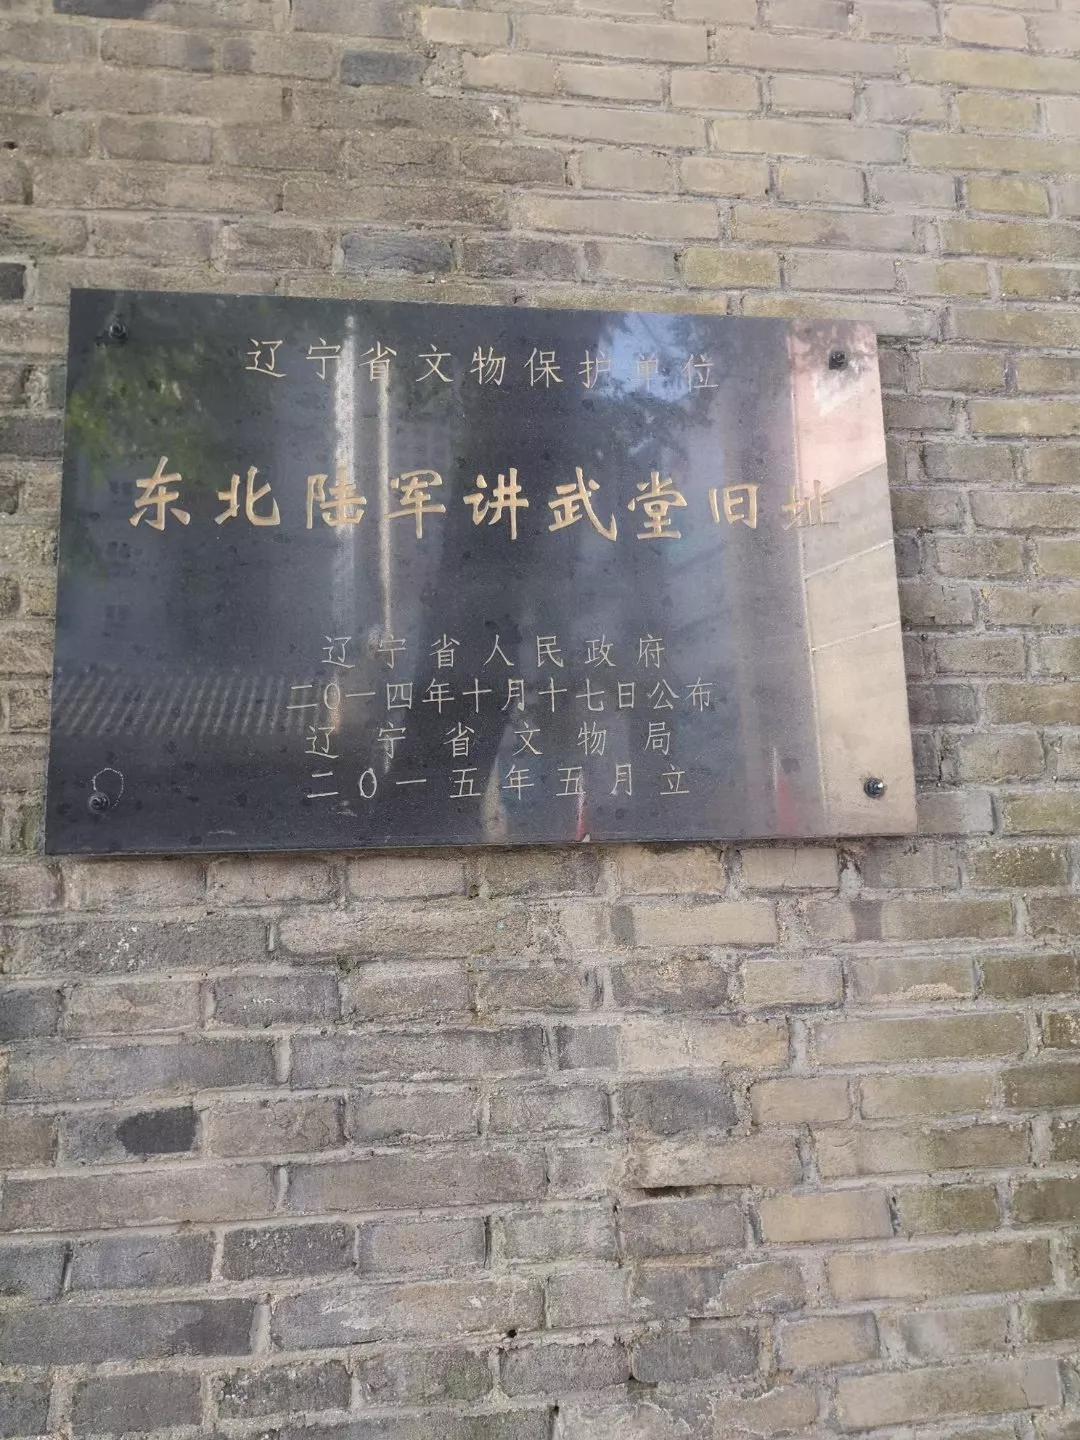 辽宁省文物保护单位
东北陆军讲武堂旧址
辽宁省人民政府
二〇一四年十月十七日公布
辽宁省文物局
二〇一五年五月立